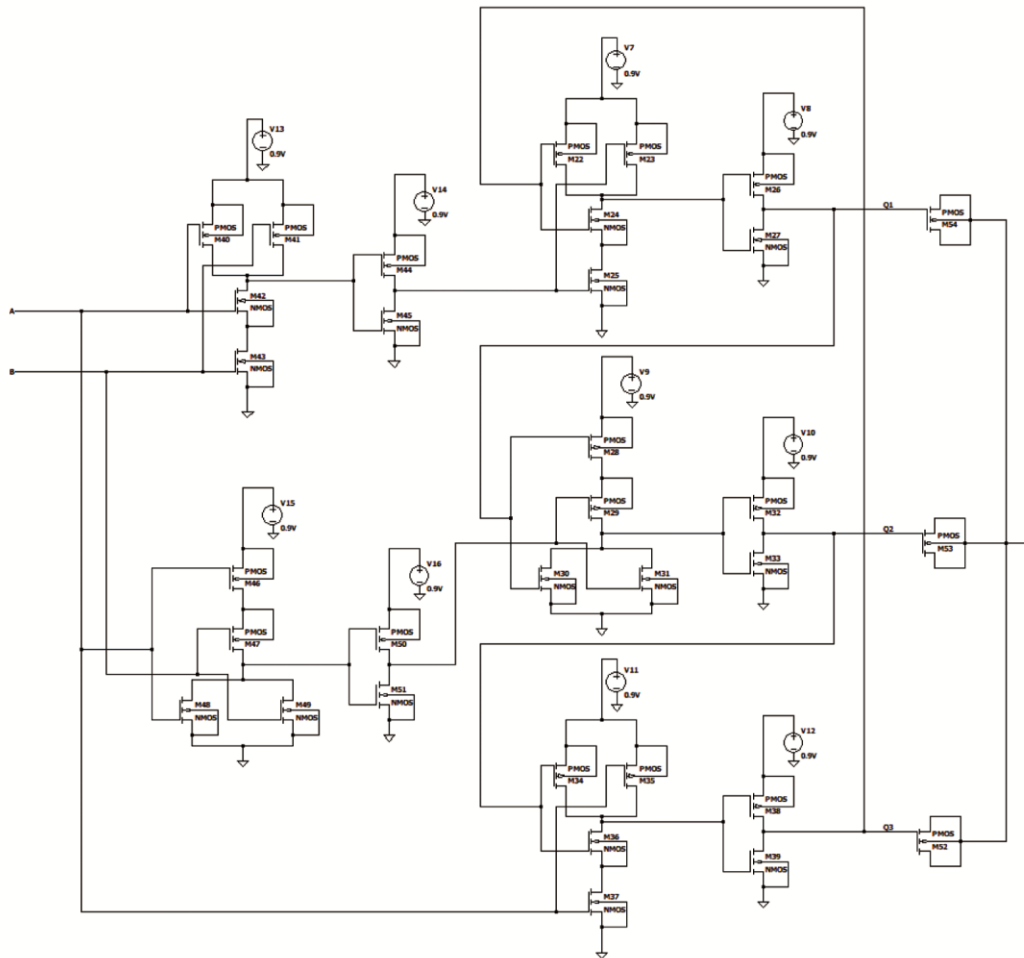 V7
0.9V
PMOS
M22
PMOS
M23
V8
0.9V
PMOS
M26
V13
0.9V
PMOS
M40
PMOS
M41
V14
0.9V
PMOS
M44
M24
NMOS
M27
NMOS
Q1
PMOS
M54
M25
NMOS
A
M42
NMOS
M45
NMOS
B
M43
NMOS
V9
0.9V
PMOS
M28
V10
0.9V
PMOS
M29
PMOS
M32
V15
0.9V
PMOS
M46
V16
0.9V
M30
NMOS
M31
NMOS
M33
NMOS
Q2
PMOS
M53
PMOS
M47
PMOS
M50
M48
NMOS
M49
NMOS
M51
NMOS
V11
0.9V
PMOS
M34
PMOS
M35
V12
0.9V
PMOS
M38
M36
NMOS
M39
NMOS
Q3
PMOS
M52
M37
NMOS